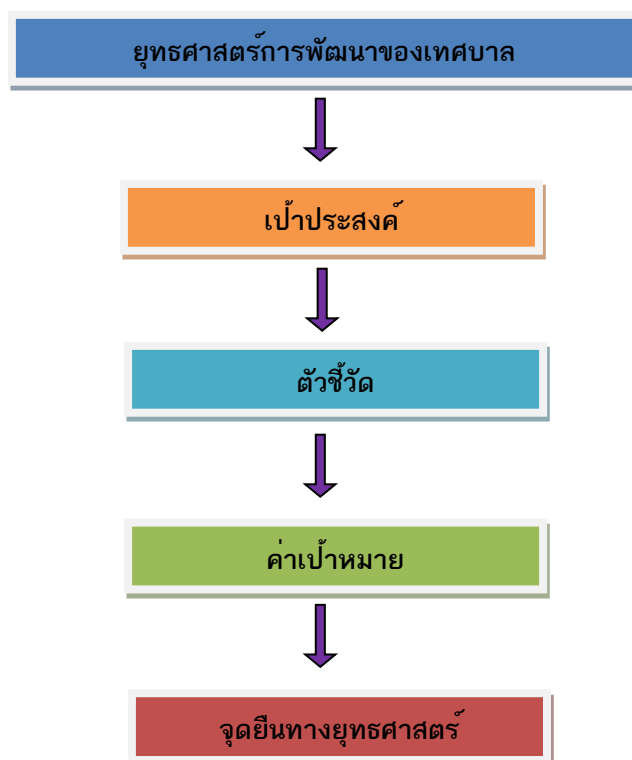 ยุทธศาสตร์การพัฒนาของเทศบาล
เป้าประสงค์
ตัวชี้วัด
ค่าเป้าหมาย
จุดยืนทางยุทธศาสตร์